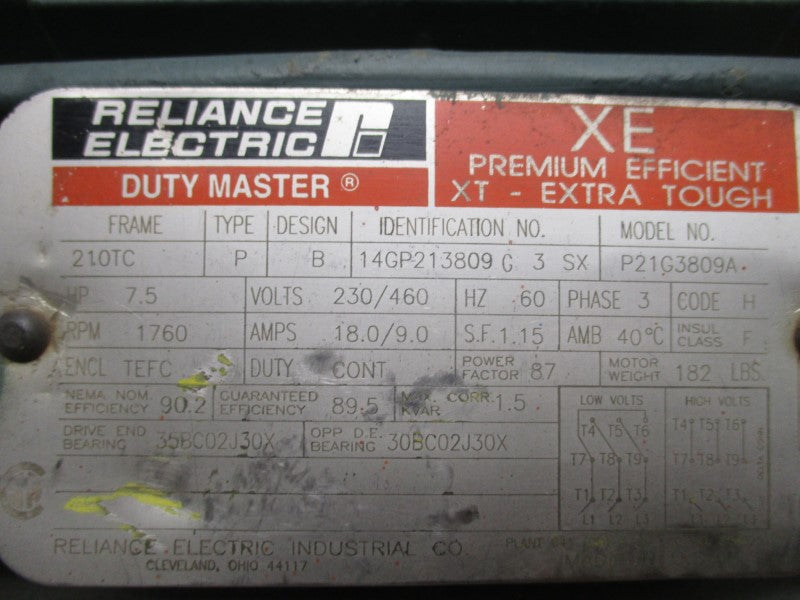 RELIANCE
ELECTRIC
DUTY MASTER ®
XE
PREMIUM EFFICIENT
XT - EXTRA TOUGH
FRAME TYPE DESIGN IDENTIFICATION NO. MODEL NO.
210TC P B 14GP213809 G 3 SX P21G3809A
HP 7.5 VOLTS 230/460 HZ 60 PHASE 3 CODE H
RPM 1760 AMPS 18.0/9.0 S.F. 1.15 AMB 40°C INSUL CLASS F
ENCL TEFC DUTY CONT POWER FACTOR 87 MOTOR WEIGHT 182 LBS.
NEMA NOM. EFFICIENCY 90.2 GUARANTEED EFFICIENCY 89.5 MAX. CORR. KVAR 1.5
DRIVE END BEARING 35BC02J30X OPP D.E. BEARING 30BC02J30X
LOW VOLTS HIGH VOLTS
T4 T5 T6 T4 T5 T6
T7 T8 T9 T7 T8 T9
T1 T2 T3 T1 T2 T3
L1 L2 L3 L1 L2 L3
RELIANCE ELECTRIC INDUSTRIAL CO. PLANT
CLEVELAND, OHIO 44117